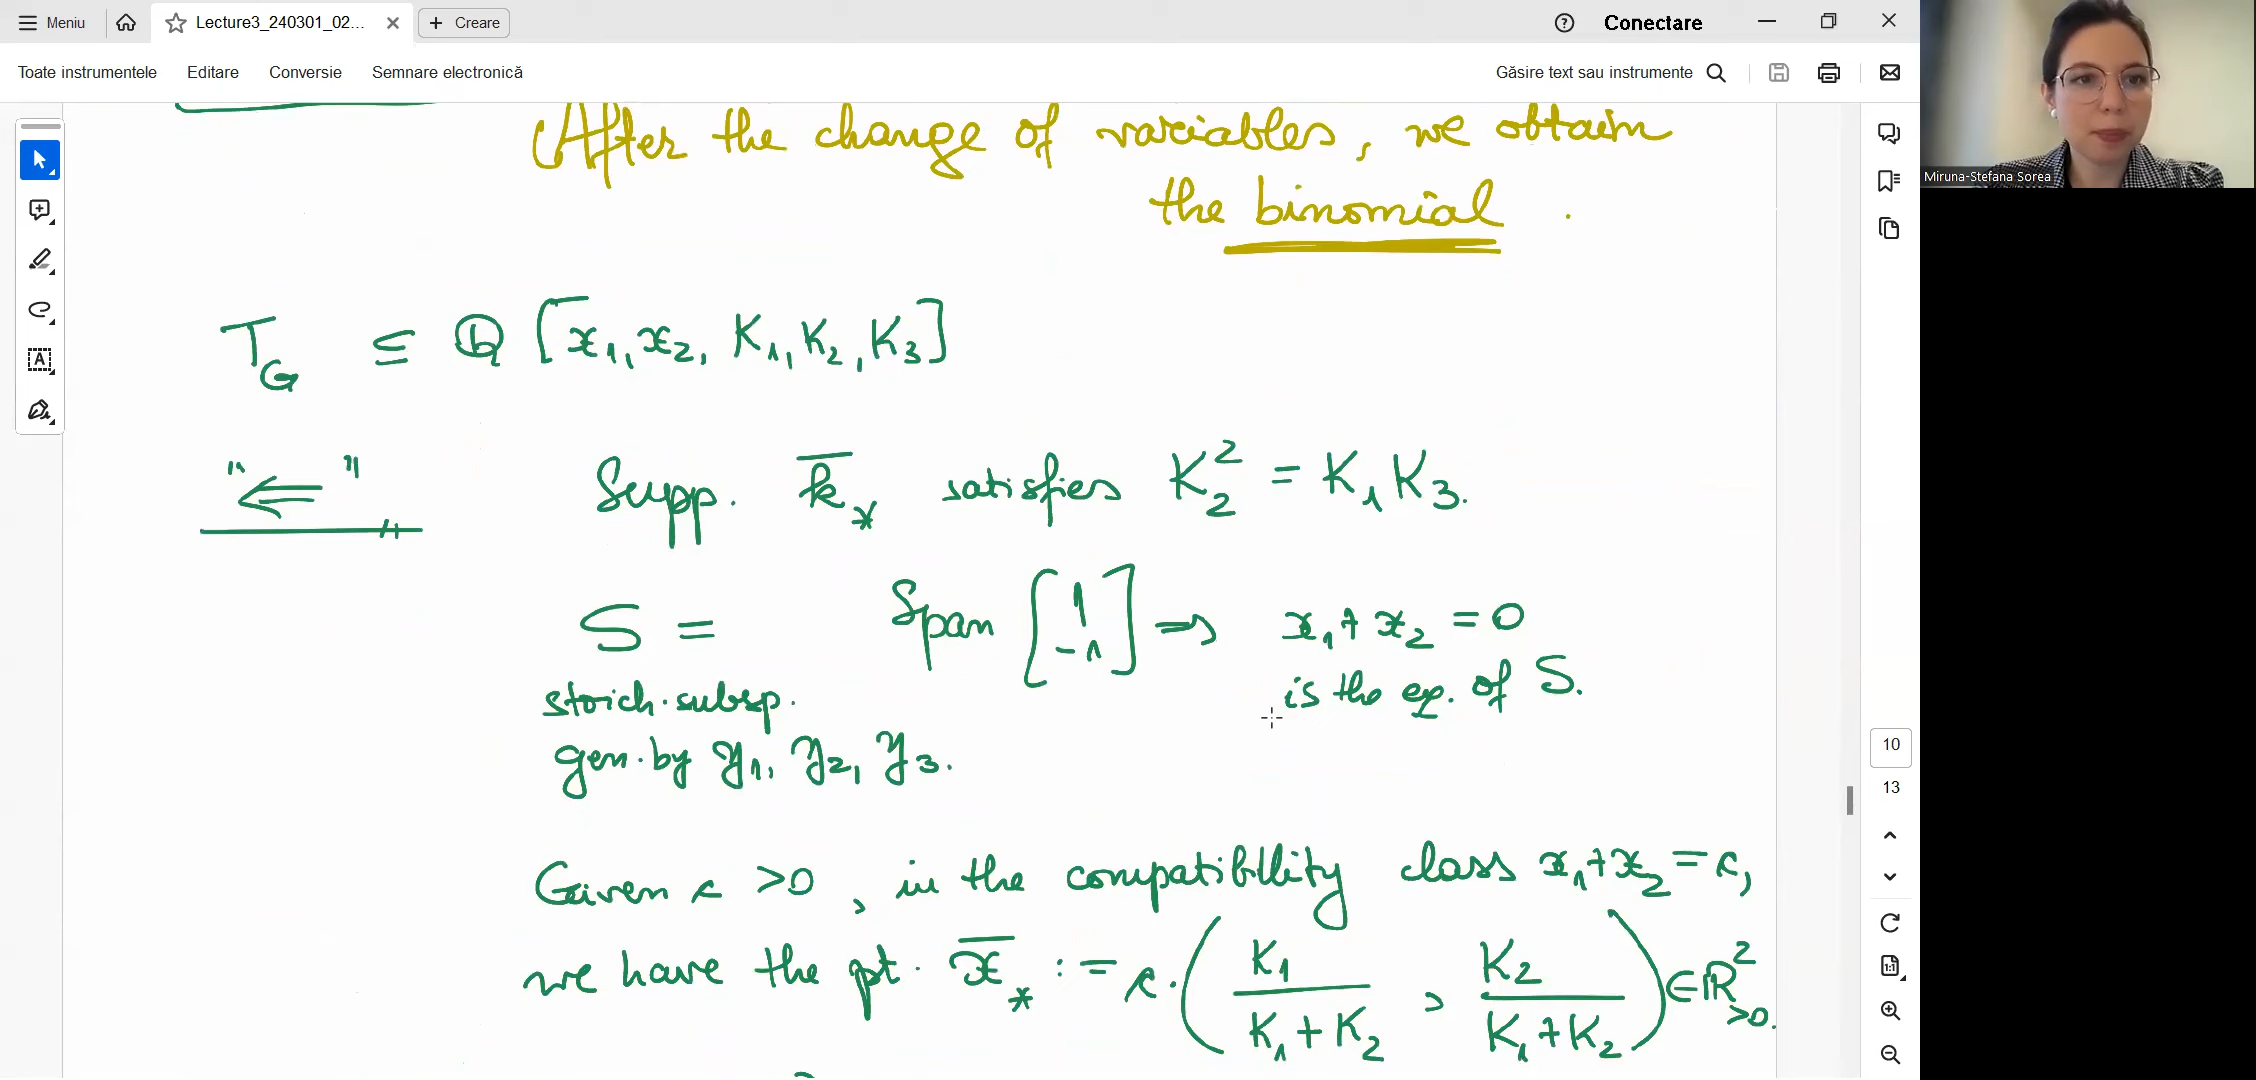 Meniu Lecture3_240301_02... Creare Conectare
Toate instrumentele Editare Conversie Semnare electronică Găsire text sau instrumente
Miruna-Stefana Sorea
After the change of variables, we obtain
the binomial.
T_G ⊆ ℚ [x₁, x₂, K₁, K₂, K₃]
"⇐" Supp. k̅_* satisfies K₂² = K₁ K₃.
S = Span [1 -1] ⇒ x₁ + x₂ = 0
is the eq. of S.
stoich. subsp.
gen. by y₁, y₂, y₃.
Given c > 0, in the compatibility class x₁ + x₂ = c,
we have the pt. x̅_* := c · (K₁ / (K₁ + K₂), K₂ / (K₁ + K₂)) ∈ ℝ²_{>0}.
10
13